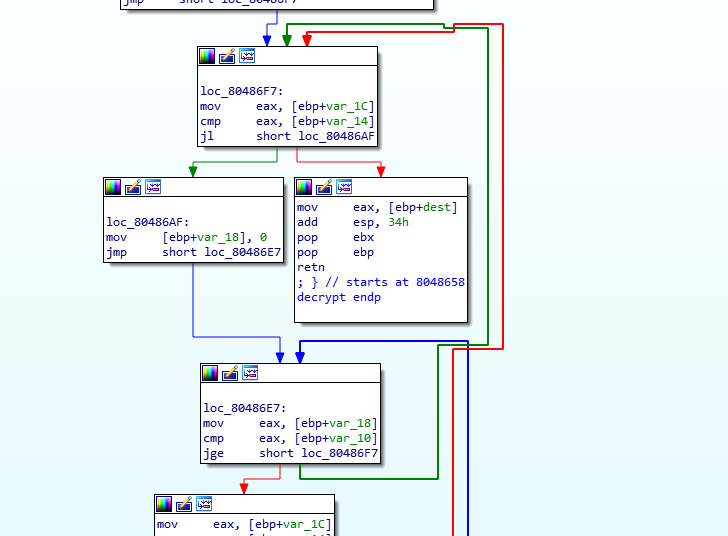 jmp     short loc_80486F7
loc_80486F7:
mov     eax, [ebp+var_1C]
cmp     eax, [ebp+var_14]
jl      short loc_80486AF
loc_80486AF:
mov     [ebp+var_18], 0
jmp     short loc_80486E7
mov     eax, [ebp+dest]
add     esp, 34h
pop     ebx
pop     ebp
retn
; } // starts at 8048658
decrypt endp
loc_80486E7:
mov     eax, [ebp+var_18]
cmp     eax, [ebp+var_10]
jge     short loc_80486F7
mov     eax, [ebp+var_1C]